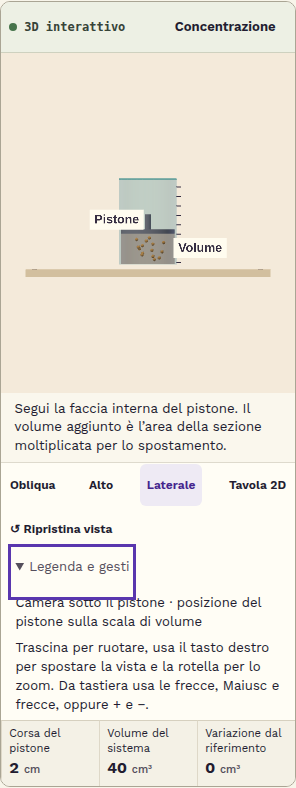 3D interattivo
Concentrazione
Pistone
Volume
Segui la faccia interna del pistone. Il
volume aggiunto è l’area della sezione
moltiplicata per lo spostamento.
Obliqua
Alto
Laterale
Tavola 2D
↺ Ripristina vista
▼ Legenda e gesti
Camera sotto il pistone · posizione del
pistone sulla scala di volume
Trascina per ruotare, usa il tasto destro
per spostare la vista e la rotella per lo
zoom. Da tastiera usa le frecce, Maiusc e
frecce, oppure + e −.
Corsa del
pistone
2 cm
Volume del
sistema
40 cm³
Variazione dal
riferimento
0 cm³